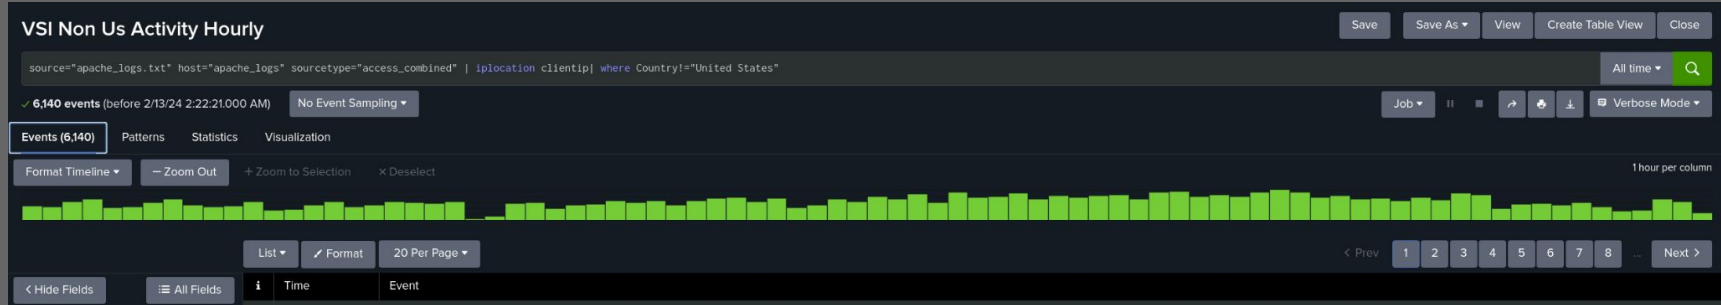 VSI Non Us Activity Hourly
Save Save As View Create Table View Close
source="apache_logs.txt" host="apache_logs" sourcetype="access_combined" | iplocation clientip| where Country!="United States"
All time
6,140 events (before 2/13/24 2:22:21.000 AM) No Event Sampling
Job Verbose Mode
Events (6,140) Patterns Statistics Visualization
Format Timeline — Zoom Out + Zoom to Selection × Deselect
1 hour per column
List Format 20 Per Page
< Prev 1 2 3 4 5 6 7 8 ... Next >
< Hide Fields All Fields i Time Event